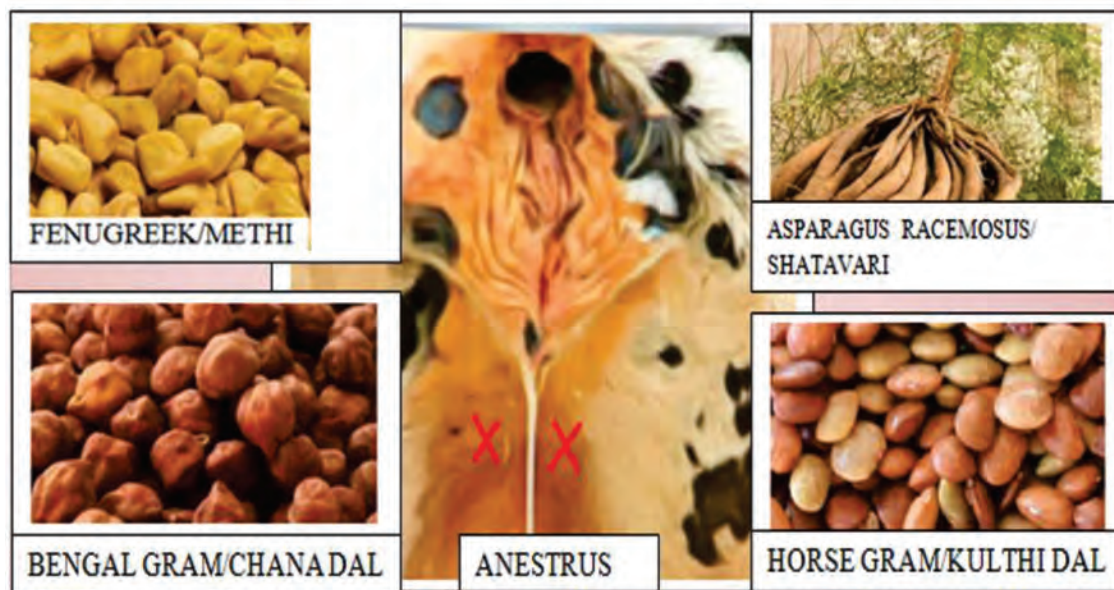 FENUGREEK/METHI
ASPARAGUS RACEMOSUS/
SHATAVARI
BENGAL GRAM/CHANA DAL
ANESTRUS
HORSE GRAM/KULTHI DAL